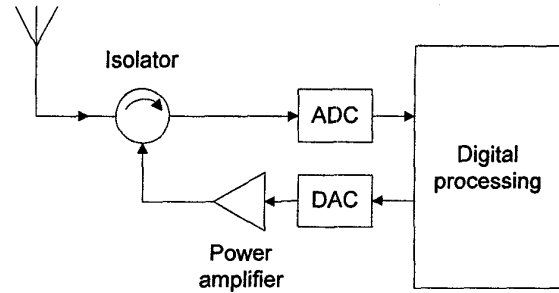 Isolator
ADC
Digital
processing
DAC
Power
amplifier